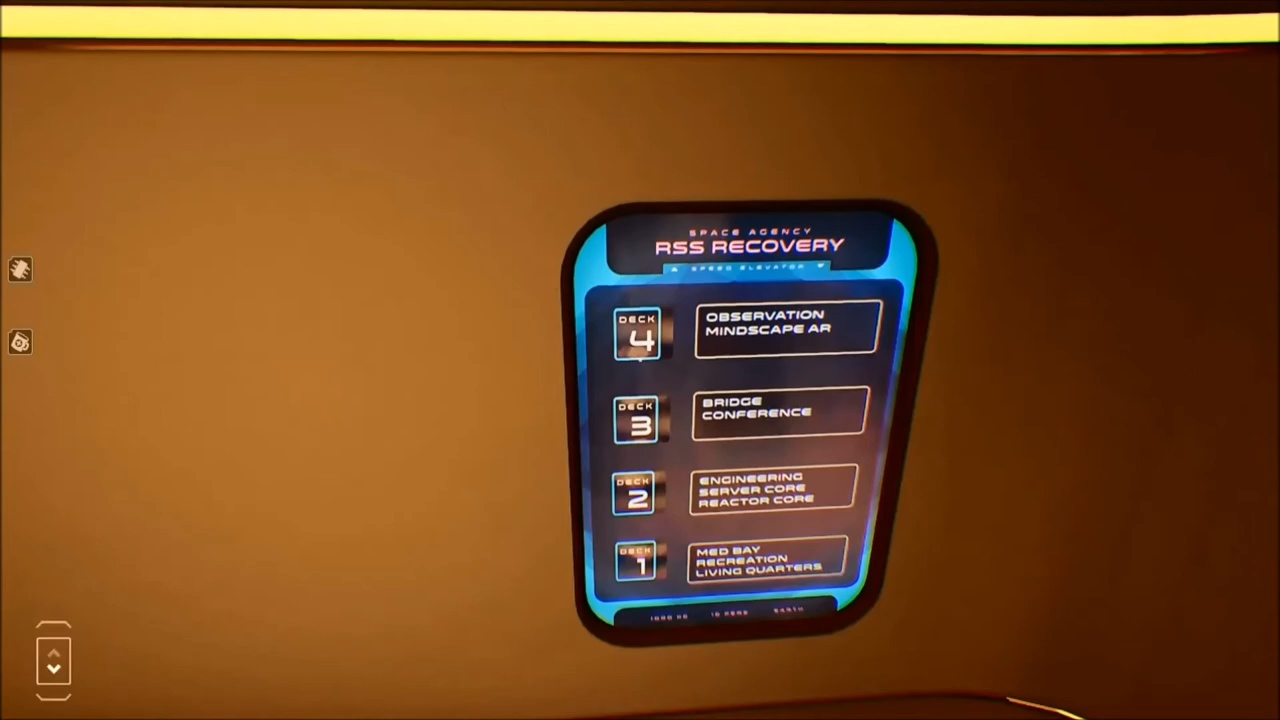 SPACE AGENCY
RSS RECOVERY
SPEED ELEVATOR
DECK
4
OBSERVATION
MINDSCAPE AR
DECK
3
BRIDGE
CONFERENCE
DECK
2
ENGINEERING
SERVER CORE
REACTOR CORE
DECK
1
MED BAY
RECREATION
LIVING QUARTERS